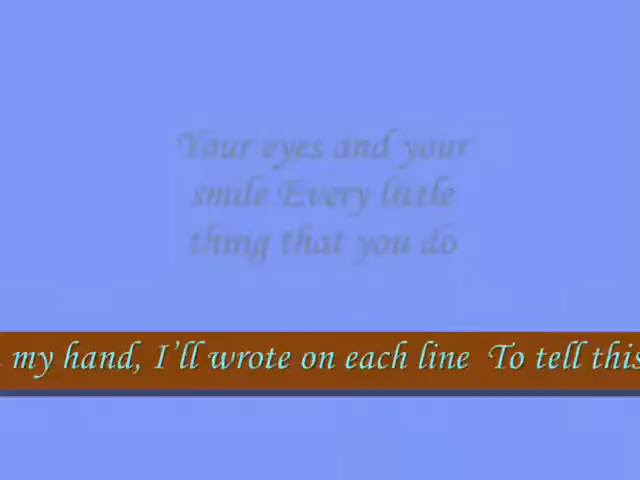 Your eyes and your
smile Every little
thing that you do
my hand, I'll wrote on each line To tell this